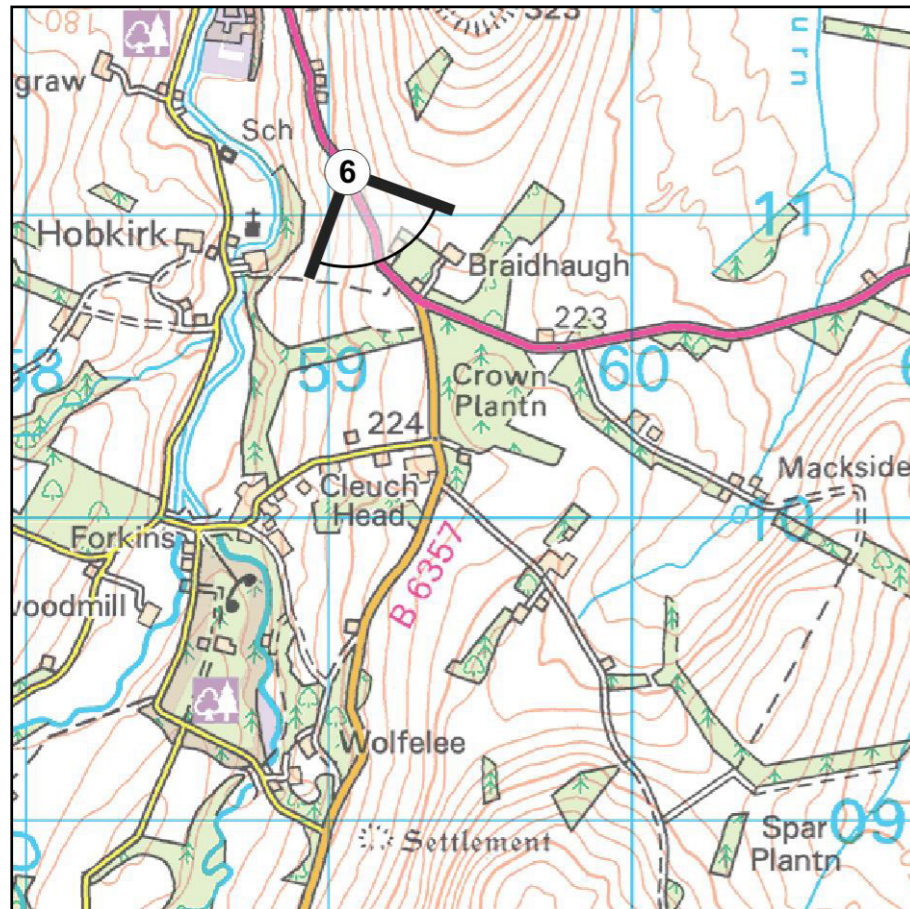 180
323
graw
Sch
urn
6
Hobkirk
11
Braidhaugh
223
58
59
60
Crown
Plantn
224
Mackside
Cleuch
Head
10
Forkins
B 6357
woodmill
Wolfelee
Settlement
Spar
Plantn
09